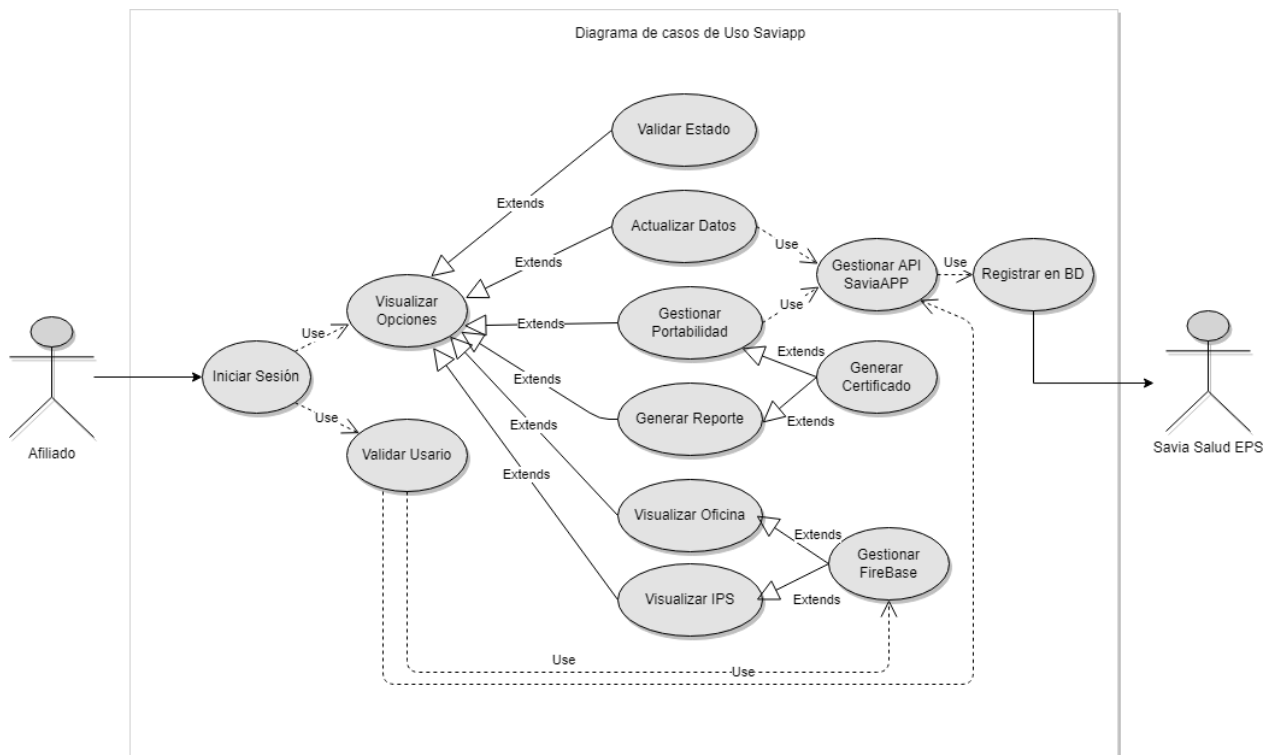 Diagrama de casos de Uso Saviapp
Validar Estado
Extends
Actualizar Datos
Extends
Use
Gestionar API
SaviaAPP
Use
Registrar en BD
Visualizar
Opciones
Gestionar
Portabilidad
Extends
Use
Use
Iniciar Sesión
Afiliado
Extends
Generar
Certificado
Extends
Generar Reporte
Extends
Use
Validar Usario
Extends
Extends
Savia Salud EPS
Visualizar Oficina
Extends
Gestionar
FireBase
Visualizar IPS
Extends
Use
Use